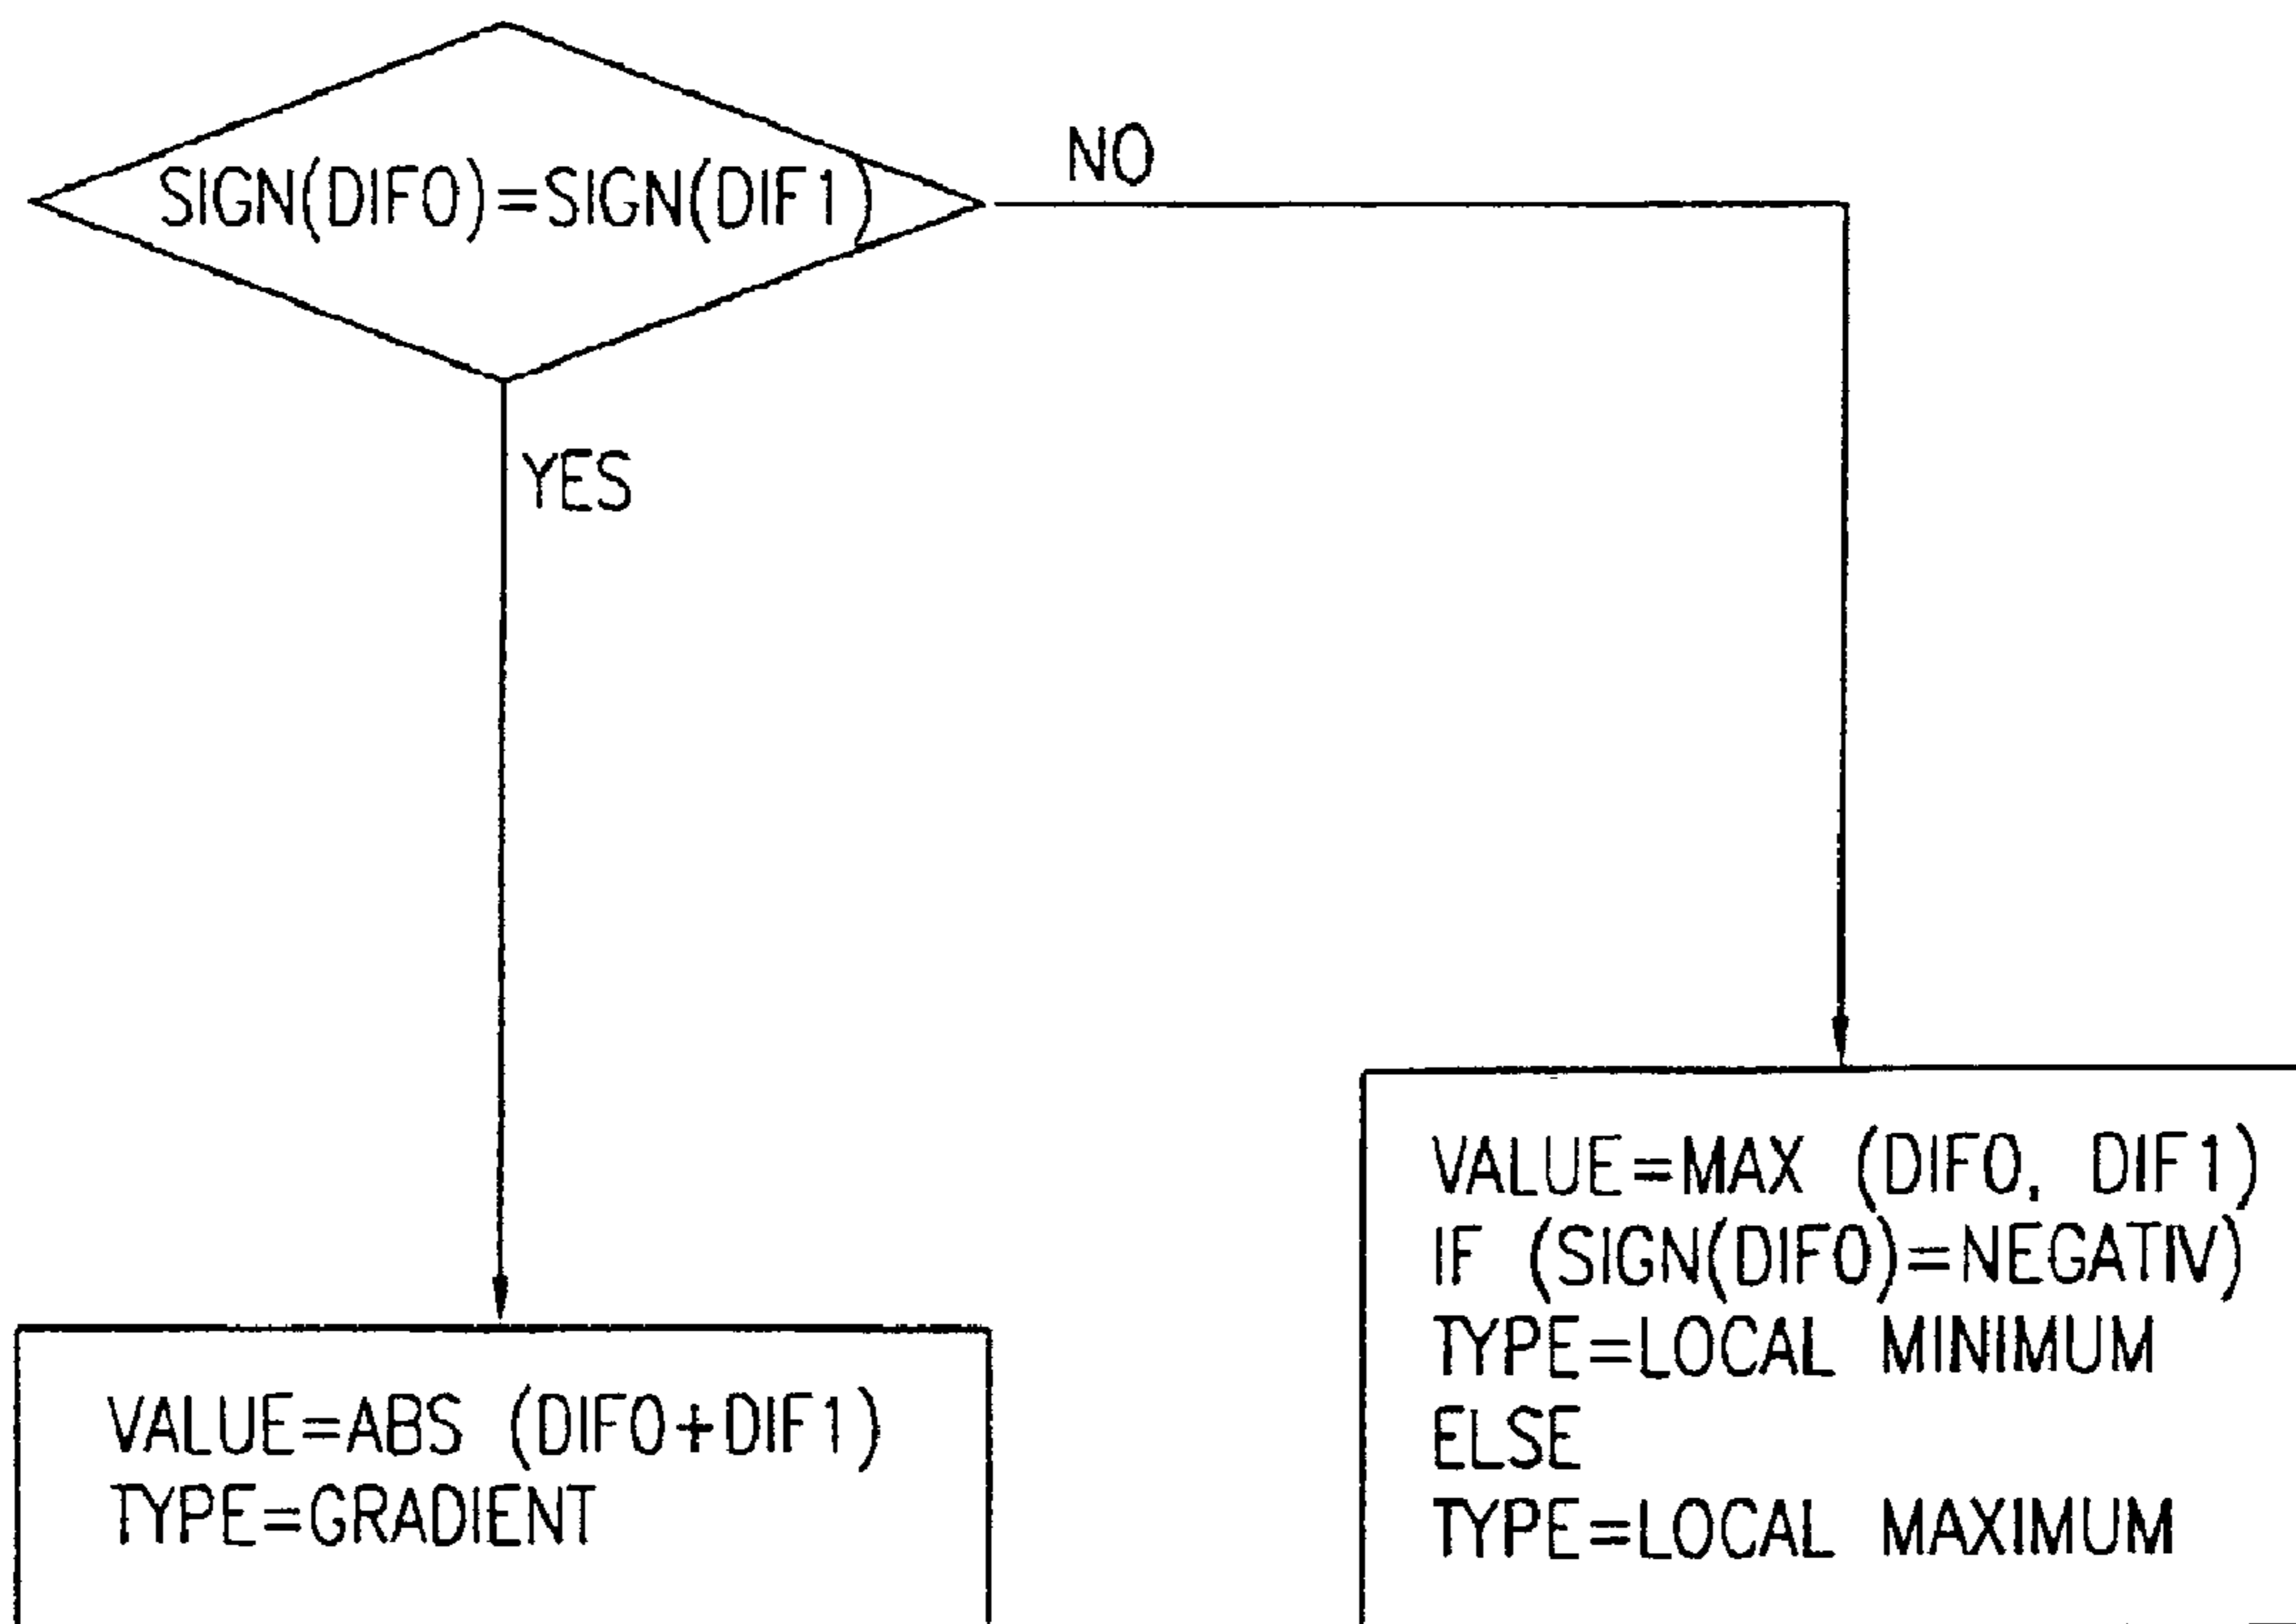 SIGN(DIF0)=SIGN(DIF1)
NO
YES
VALUE=MAX (DIF0, DIF1)
IF (SIGN(DIF0)=NEGATIV)
TYPE=LOCAL MINIMUM
ELSE
TYPE=LOCAL MAXIMUM
VALUE=ABS (DIF0+DIF1)
TYPE=GRADIENT